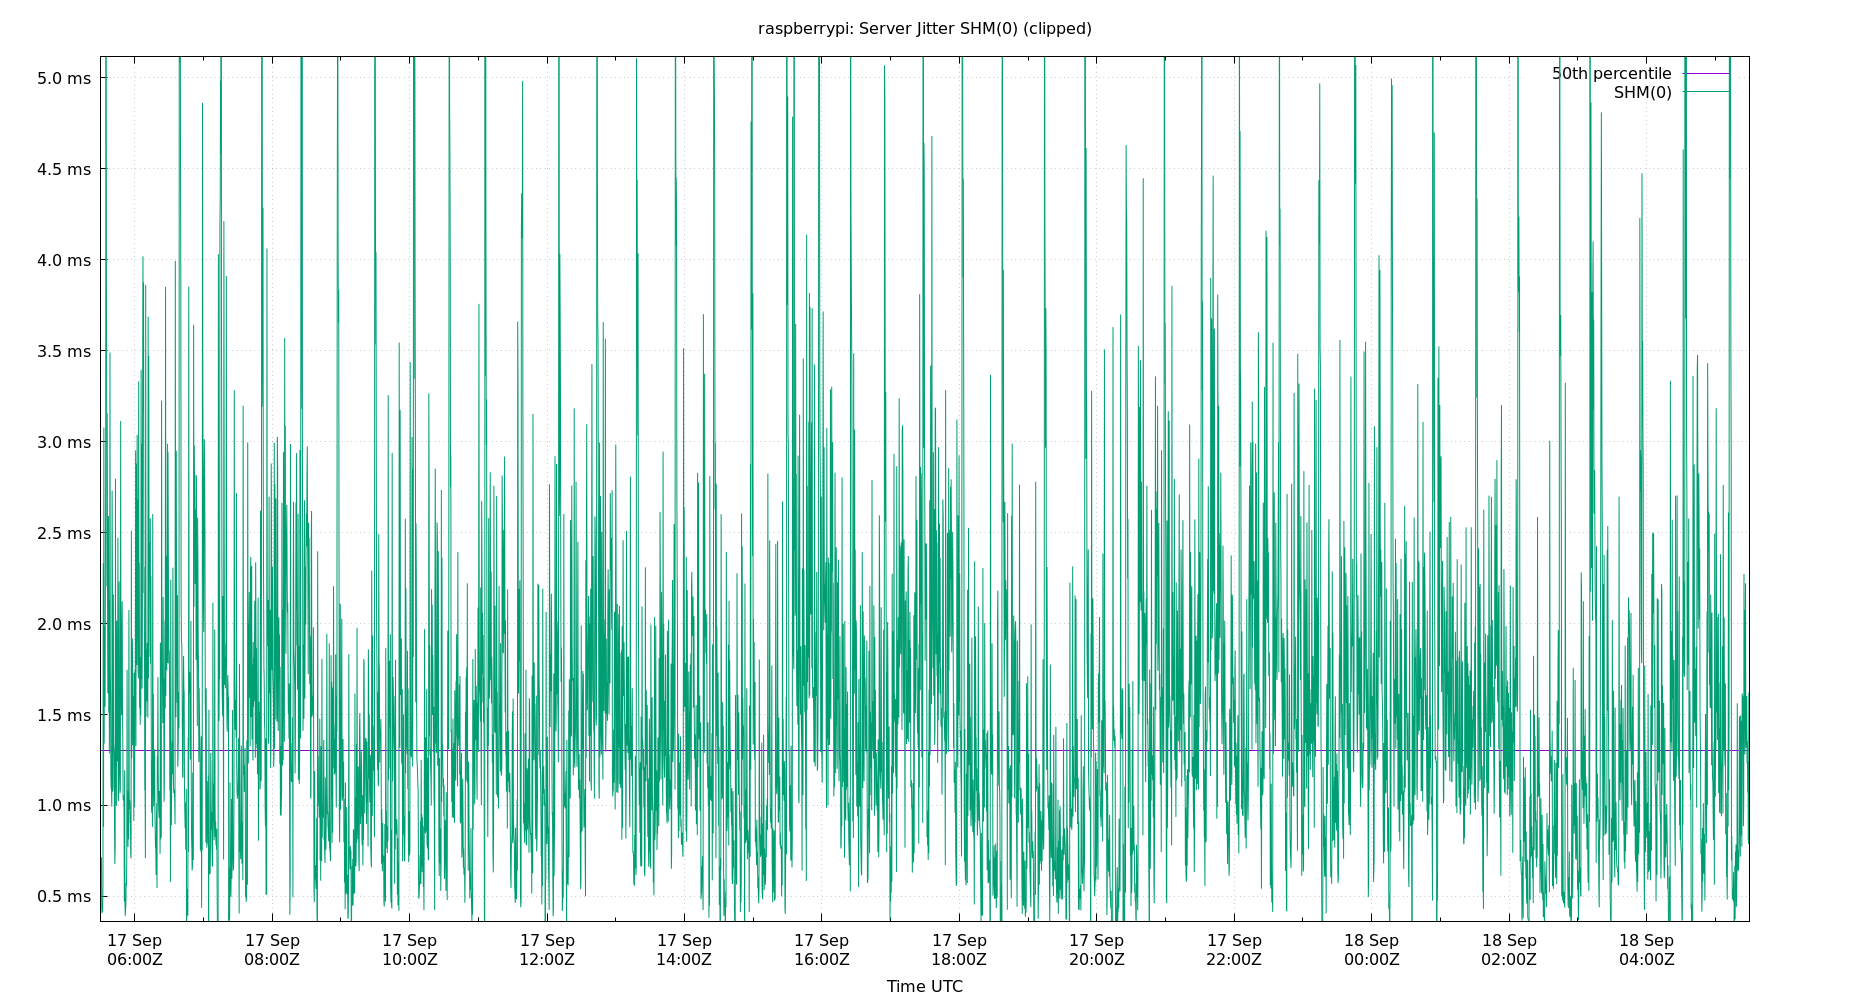 raspberrypi: Server Jitter SHM(0) (clipped)
5.0 ms
4.5 ms
4.0 ms
3.5 ms
3.0 ms
2.5 ms
2.0 ms
1.5 ms
1.0 ms
0.5 ms
50th percentile
SHM(0)
17 Sep 17 Sep 17 Sep 17 Sep 17 Sep 17 Sep 17 Sep 17 Sep 17 Sep 18 Sep 18 Sep 18 Sep
06:00Z 08:00Z 10:00Z 12:00Z 14:00Z 16:00Z 18:00Z 20:00Z 22:00Z 00:00Z 02:00Z 04:00Z
Time UTC